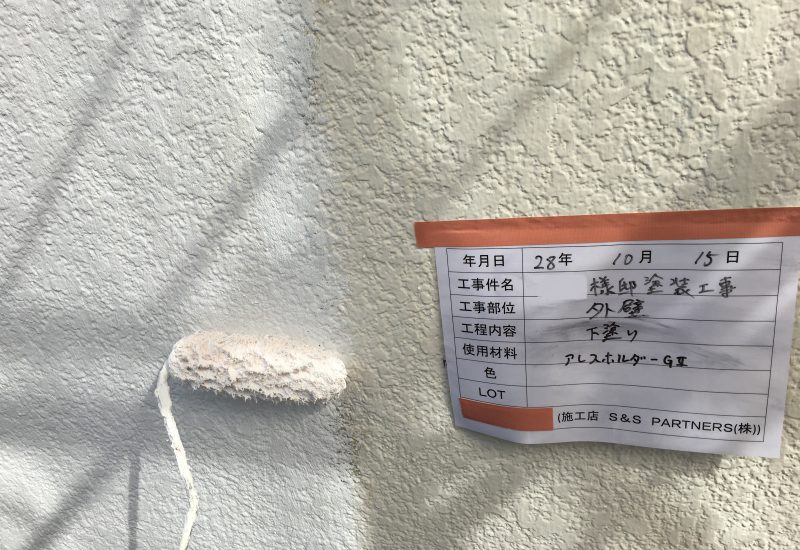 年月日 28年 10月 15日
工事件名 様邸塗装工事
工事部位 外壁
工程内容 下塗り
使用材料 アレスホルダーGⅡ
色
LOT
(施工店 S&S PARTNERS(株))